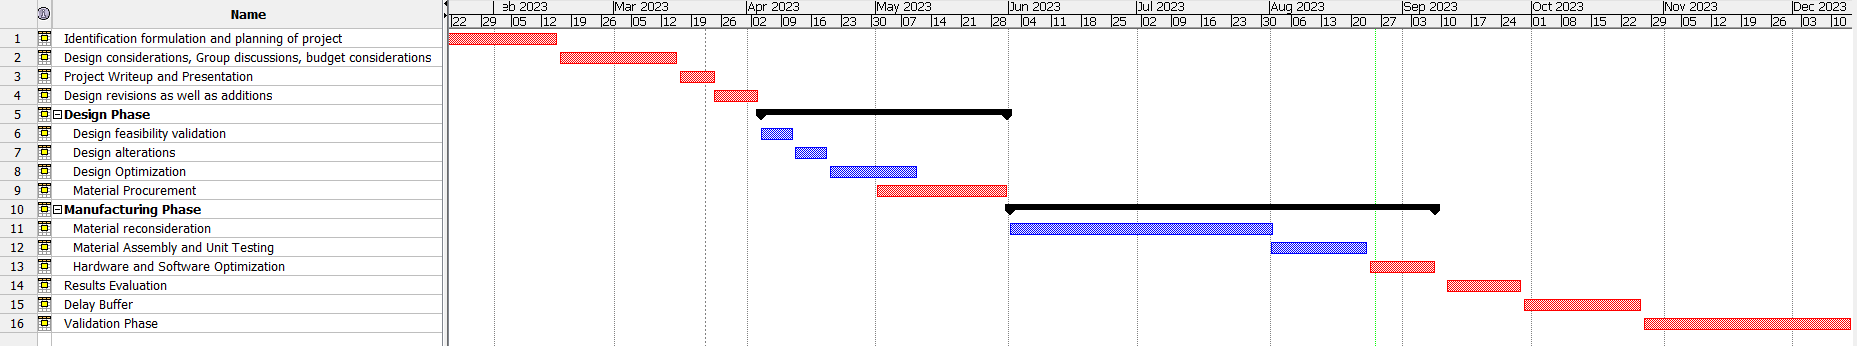 Name
eb 2023 Mar 2023 Apr 2023 May 2023 Jun 2023 Jul 2023 Aug 2023 Sep 2023 Oct 2023 Nov 2023 Dec 2023
22 29 05 12 19 26 05 12 19 26 02 09 16 23 30 07 14 21 28 04 11 18 25 02 09 16 23 30 06 13 20 27 03 10 17 24 01 08 15 22 29 05 12 19 26 03 10
1 Identification formulation and planning of project
2 Design considerations, Group discussions, budget considerations
3 Project Writeup and Presentation
4 Design revisions as well as additions
5 Design Phase
6 Design feasibility validation
7 Design alterations
8 Design Optimization
9 Material Procurement
10 Manufacturing Phase
11 Material reconsideration
12 Material Assembly and Unit Testing
13 Hardware and Software Optimization
14 Results Evaluation
15 Delay Buffer
16 Validation Phase